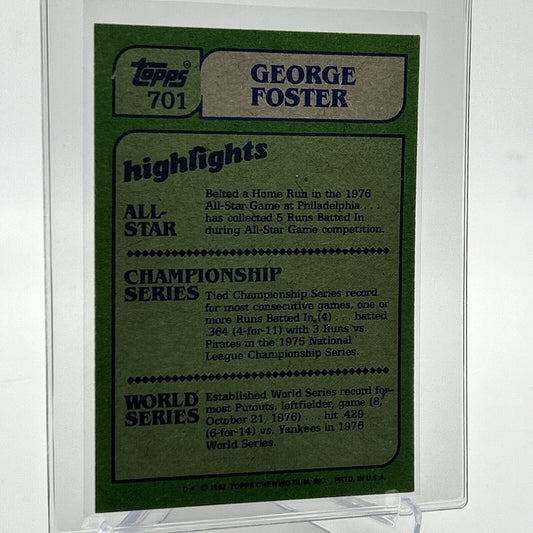 topps®
701
GEORGE
FOSTER
highlights
ALL-
STAR
Belted a Home Run in the 1976
All-Star Game at Philadelphia . . .
has collected 5 Runs Batted In
during All-Star Game competition.
CHAMPIONSHIP
SERIES
Tied Championship Series record
for most consecutive games, one or
more Runs Batted In, (4) . . . batted
.364 (4-for-11) with 3 Runs vs.
Pirates in the 1975 National
League Championship Series.
WORLD
SERIES
Established World Series record for
most Putouts, leftfielder, game (8,
October 21, 1976) . . . hit .429
(6-for-14) vs. Yankees in 1976
World Series.
D* © 1982 TOPPS CHEWING GUM, INC. PRTD. IN U.S.A.